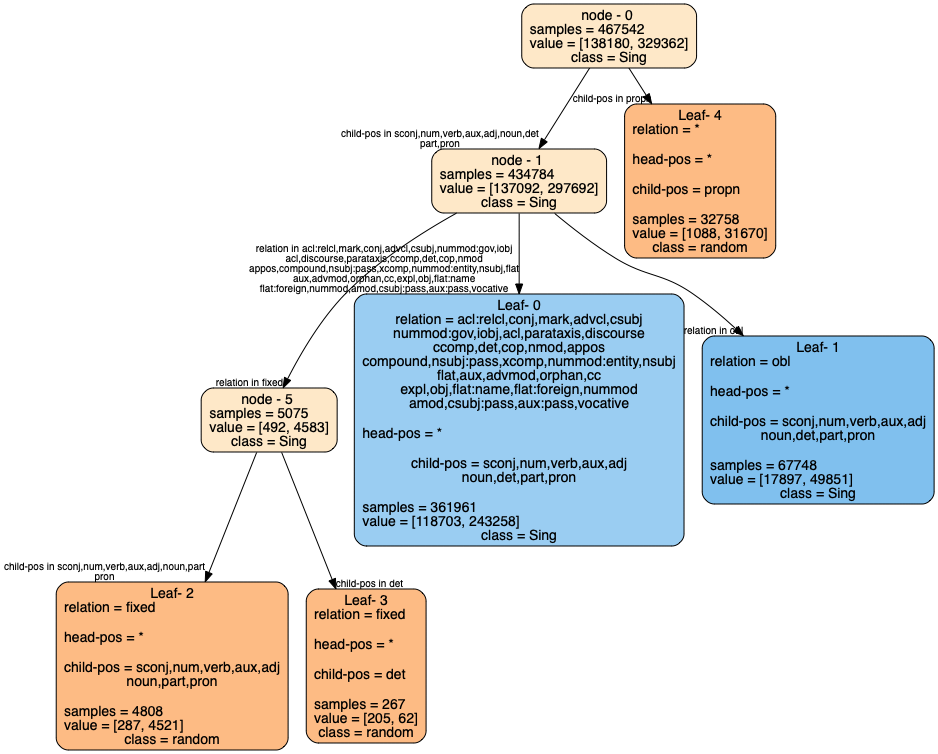 node - 0
samples = 467542
value = [138180, 329362]
class = Sing
child-pos in propn
child-pos in sconj,num,verb,aux,adj,noun,det
part,pron
Leaf- 4
relation = *
head-pos = *
child-pos = propn
samples = 32758
value = [1088, 31670]
class = random
node - 1
samples = 434784
value = [137092, 297692]
class = Sing
relation in acl:relcl,mark,conj,advcl,csubj,nummod:gov,iobj
acl,discourse,parataxis,ccomp,det,cop,nmod
appos,compound,nsubj:pass,xcomp,nummod:entity,nsubj,flat
aux,advmod,orphan,cc,expl,obj,flat:name
flat:foreign,nummod,amod,csubj:pass,aux:pass,vocative
Leaf- 0
relation = acl:relcl,conj,mark,advcl,csubj
nummod:gov,iobj,acl,parataxis,discourse
ccomp,det,cop,nmod,appos
compound,nsubj:pass,xcomp,nummod:entity,nsubj
flat,aux,advmod,orphan,cc
expl,obj,flat:name,flat:foreign,nummod
amod,csubj:pass,aux:pass,vocative
head-pos = *
child-pos = sconj,num,verb,aux,adj
noun,det,part,pron
samples = 361961
value = [118703, 243258]
class = Sing
relation in obl
Leaf- 1
relation = obl
head-pos = *
child-pos = sconj,num,verb,aux,adj
noun,det,part,pron
samples = 67748
value = [17897, 49851]
class = Sing
relation in fixed
node - 5
samples = 5075
value = [492, 4583]
class = Sing
child-pos in sconj,num,verb,aux,adj,noun,part
pron
Leaf- 2
relation = fixed
head-pos = *
child-pos = sconj,num,verb,aux,adj
noun,part,pron
samples = 4808
value = [287, 4521]
class = random
child-pos in det
Leaf- 3
relation = fixed
head-pos = *
child-pos = det
samples = 267
value = [205, 62]
class = random